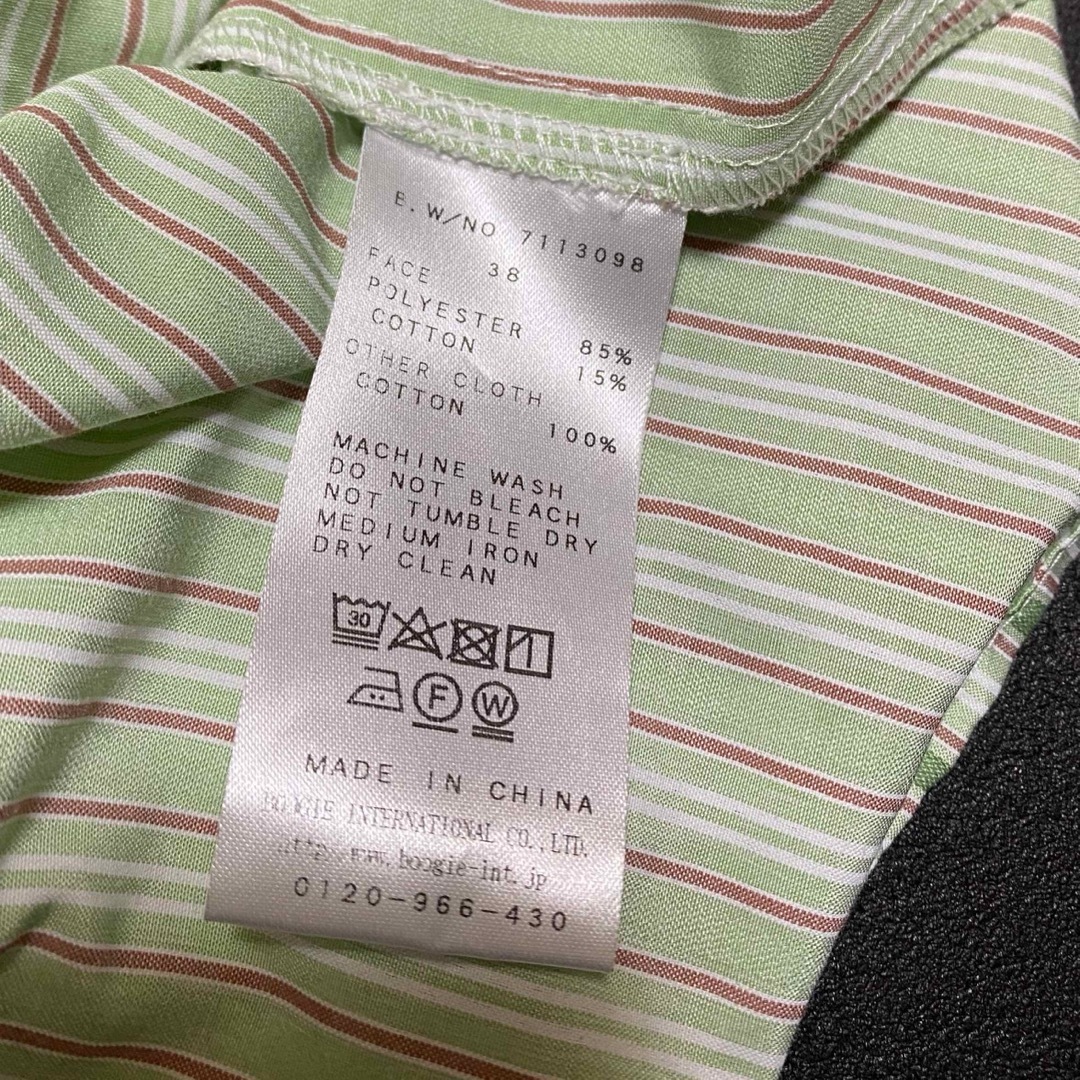 E.W/NO 7113098
38
FACE
POLYESTER 85%
COTTON 15%
OTHER CLOTH
COTTON 100%
MACHINE WASH
DO NOT BLEACH
NOT TUMBLE DRY
MEDIUM IRON
DRY CLEAN
30
F W
MADE IN CHINA
BOOGIE INTERNATIONAL CO.,LTD.
http://www.boogie-int.jp
0120-966-430